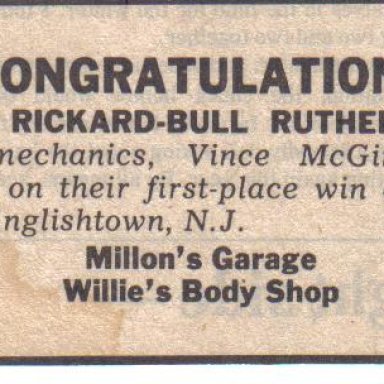 ONGRATULATION
RICKARD-BULL RUTHE
mechanics, Vince McGi
on their first-place win
nglishtown, N.J.
Millon's Garage
Willie's Body Shop